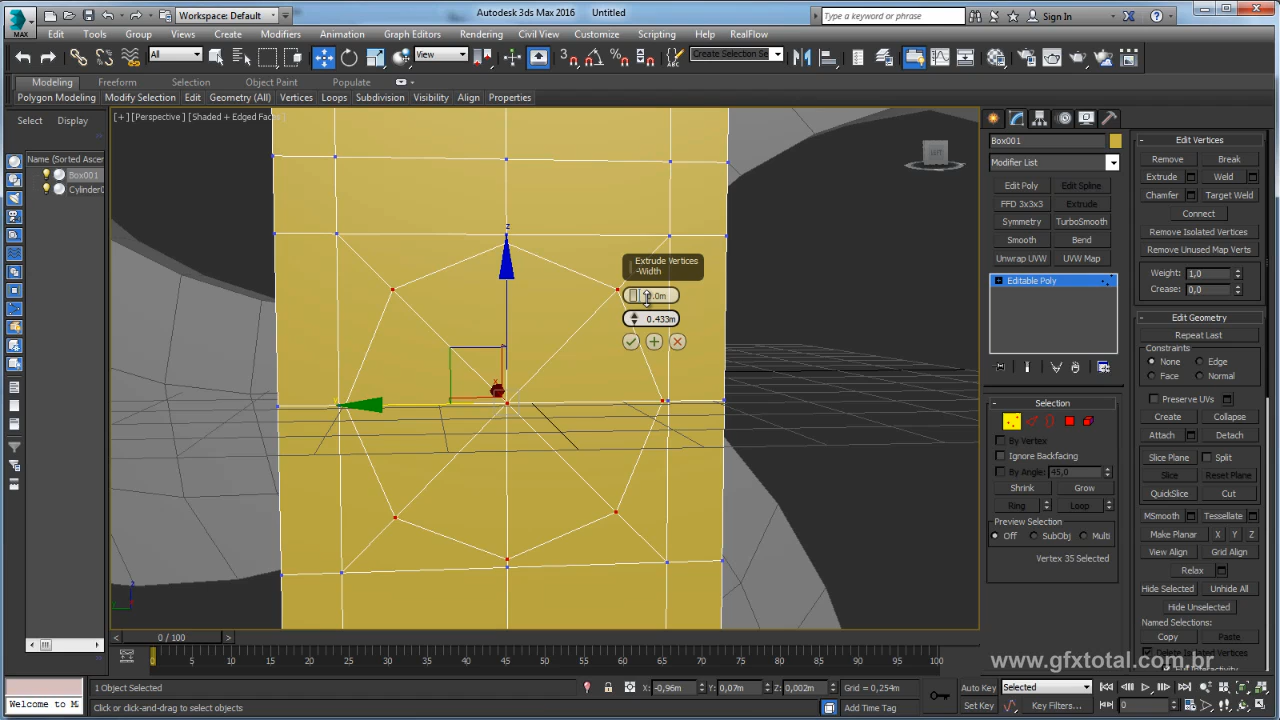 Workspace: Default
Autodesk 3ds Max 2016 Untitled
Type a keyword or phrase
Sign In
MAX
Edit Tools Group Views Create Modifiers Animation Graph Editors Rendering Civil View Customize Scripting Help RealFlow
All
View
Create Selection Se
Modeling Freeform Selection Object Paint Populate
Polygon Modeling Modify Selection Edit Geometry (All) Vertices Loops Subdivision Visibility Align Properties
Select Display
Name (Sorted Ascen
Box001
Cylinder0
[+][Perspective][Shaded + Edged Faces]
z
Extrude Vertices
-Width
0.0m
0.433m
Box001
Modifier List
Edit Poly Edit Spline
FFD 3x3x3 Extrude
Symmetry TurboSmooth
Smooth Bend
Unwrap UVW UVW Map
Editable Poly
Selection
By Vertex
Ignore Backfacing
By Angle: 45,0
Shrink Grow
Ring Loop
Preview Selection
Off SubObj Multi
Vertex 35 Selected
Edit Vertices
Remove Break
Extrude Weld
Chamfer Target Weld
Connect
Remove Isolated Vertices
Remove Unused Map Verts
Weight: 1,0
Crease: 0,0
Edit Geometry
Repeat Last
Constraints
None Edge
Face Normal
Preserve UVs
Create Collapse
Attach Detach
Slice Plane Split
Slice Reset Plane
QuickSlice Cut
MSmooth Tessellate
Make Planar X Y Z
View Align Grid Align
Relax
Hide Selected Unhide All
Hide Unselected
Named Selections:
Copy Paste
Delete Isolated Vertices
Full Interactivity
www.gfxtotal.com.br
0 / 100
0 5 10 15 20 25 30 35 40 45 50 55 60 65 70 75 80 85 90 95 100
Welcome to M
1 Object Selected
X: -0,96m Y: 0,07m Z: 0,002m Grid = 0,254m
Click or click-and-drag to select objects
Add Time Tag
Auto Key Selected
Set Key Key Filters...
0